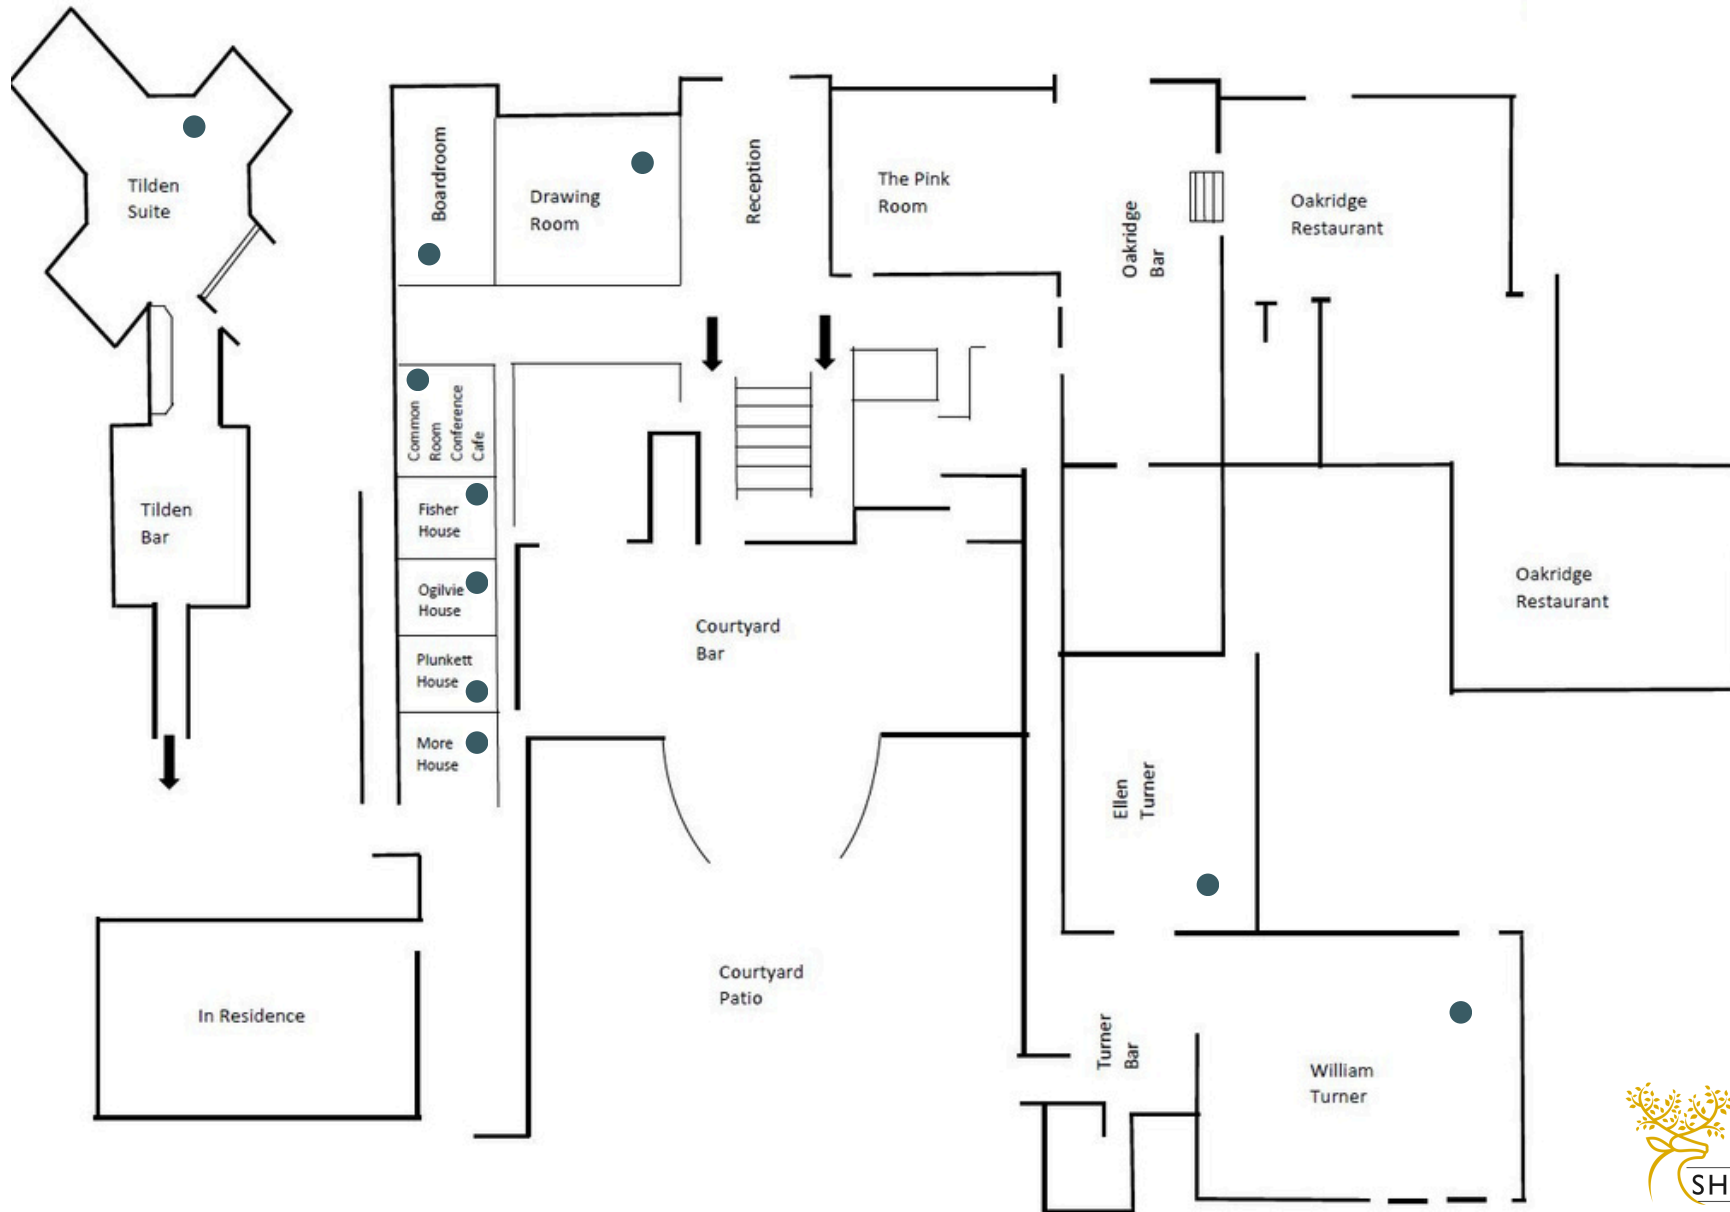 Tilden
Suite
Boardroom
Drawing
Room
Reception
The Pink
Room
Oakridge
Bar
Oakridge
Restaurant
Common
Room
Conference
Cafe
Tilden
Bar
Fisher
House
Ogilvie
House
Plunkett
House
More
House
Courtyard
Bar
Oakridge
Restaurant
Ellen
Turner
In Residence
Courtyard
Patio
Turner
Bar
William
Turner
SH